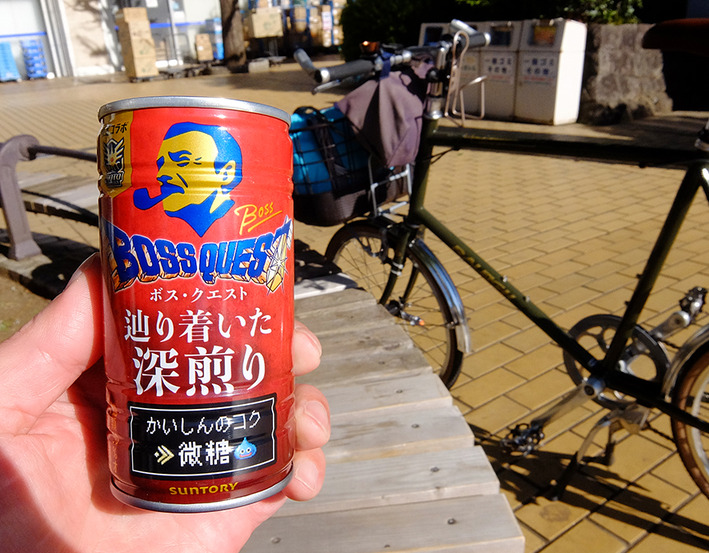 コラボ
Boss
BOSS QUEST
ボス・クエスト
辿り着いた
深煎り
かいしんのコク
微糖
SUNTORY